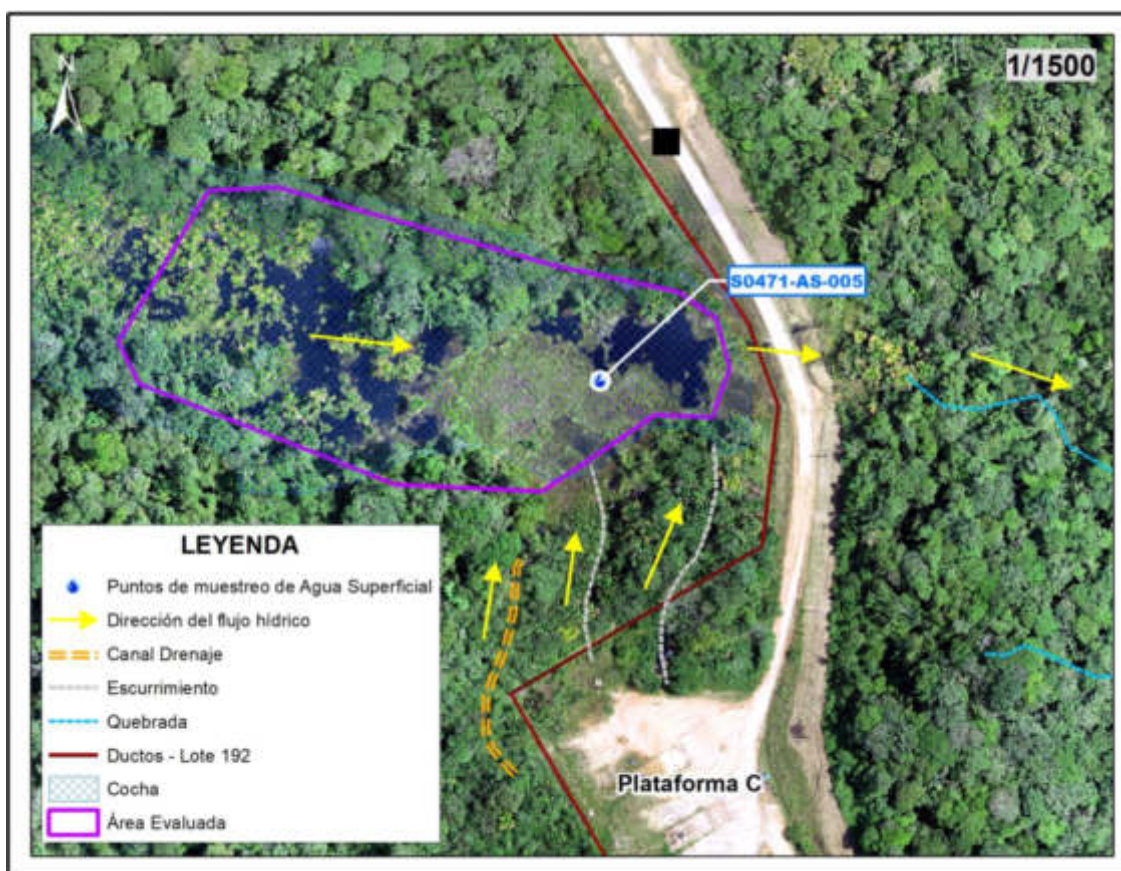 N
1/1500
S0471-AS-005
LEYENDA
Puntos de muestreo de Agua Superficial
Dirección del flujo hídrico
Canal Drenaje
Escurrimiento
Quebrada
Ductos - Lote 192
Cocha
Área Evaluada
Plataforma C